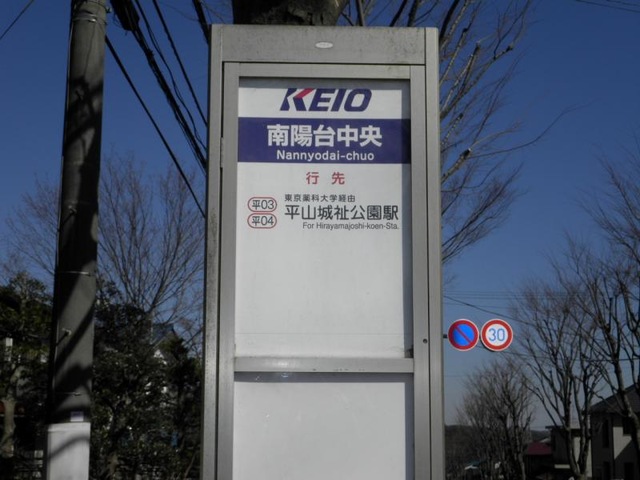 KEIO
南陽台中央
Nannyodai-chuo
行先
平03
平04
東京薬科大学経由
平山城址公園駅
For Hirayamajoshi-koen-Sta.
30